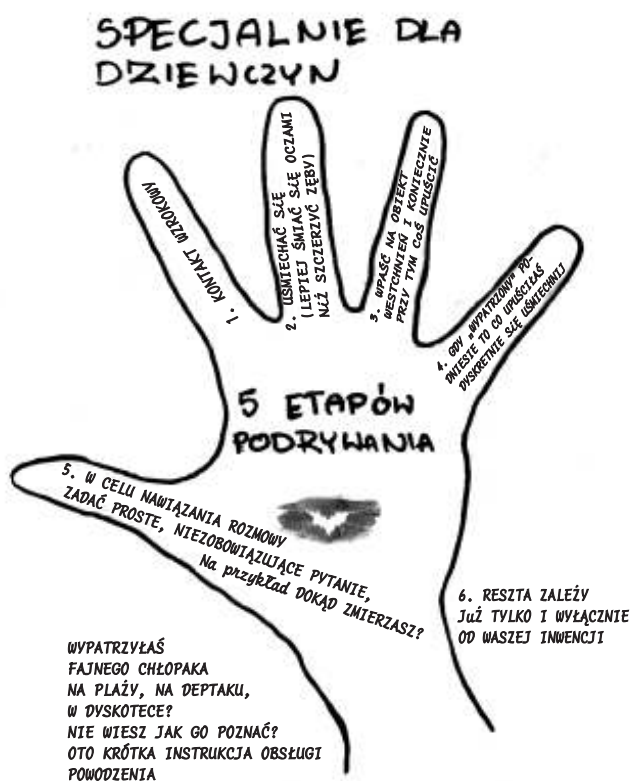 SPECJALNIE DLA
DZIEWCZYN
1. KONTAKT WZROKOWY
2. USMIECHAĆ SiĘ
(LEPIEJ ŚMIAĆ SiĘ OCZAMI
NiŻ SZCZERZYĆ ZĘBY)
3. WPAŚĆ NA OBIEKT
WESTCHNIEŃ I KONIECZNIE
PRZY TYM COŚ UPUŚCIĆ
4. GDY „WYPATRZONY" PO-
DNIESIE TO CO UPUŚCIŁAŚ
DYSKRETNIE SiĘ UŚMIECHNIJ
5 ETAPÓW
PODRYWANIA
5. W CELU NAWIĄZANIA ROZMOWY
ZADAĆ PROSTE, NIEZOBOWIĄZUJĄCE PYTANIE,
Na przykład DOKĄD ZMIERZASZ?
6. RESZTA ZALEŻY
JuŻ TYLKO I WYŁĄCZNIE
OD WASZEJ INWENCJI
WYPATRZYŁAŚ
FAJNEGO CHŁOPAKA
NA PLAŻY, NA DEPTAKU,
W DYSKOTECE?
NIE WIESZ JAK GO POZNAĆ?
OTO KRÓTKA INSTRUKCJA OBSŁUGI
POWODZENIA